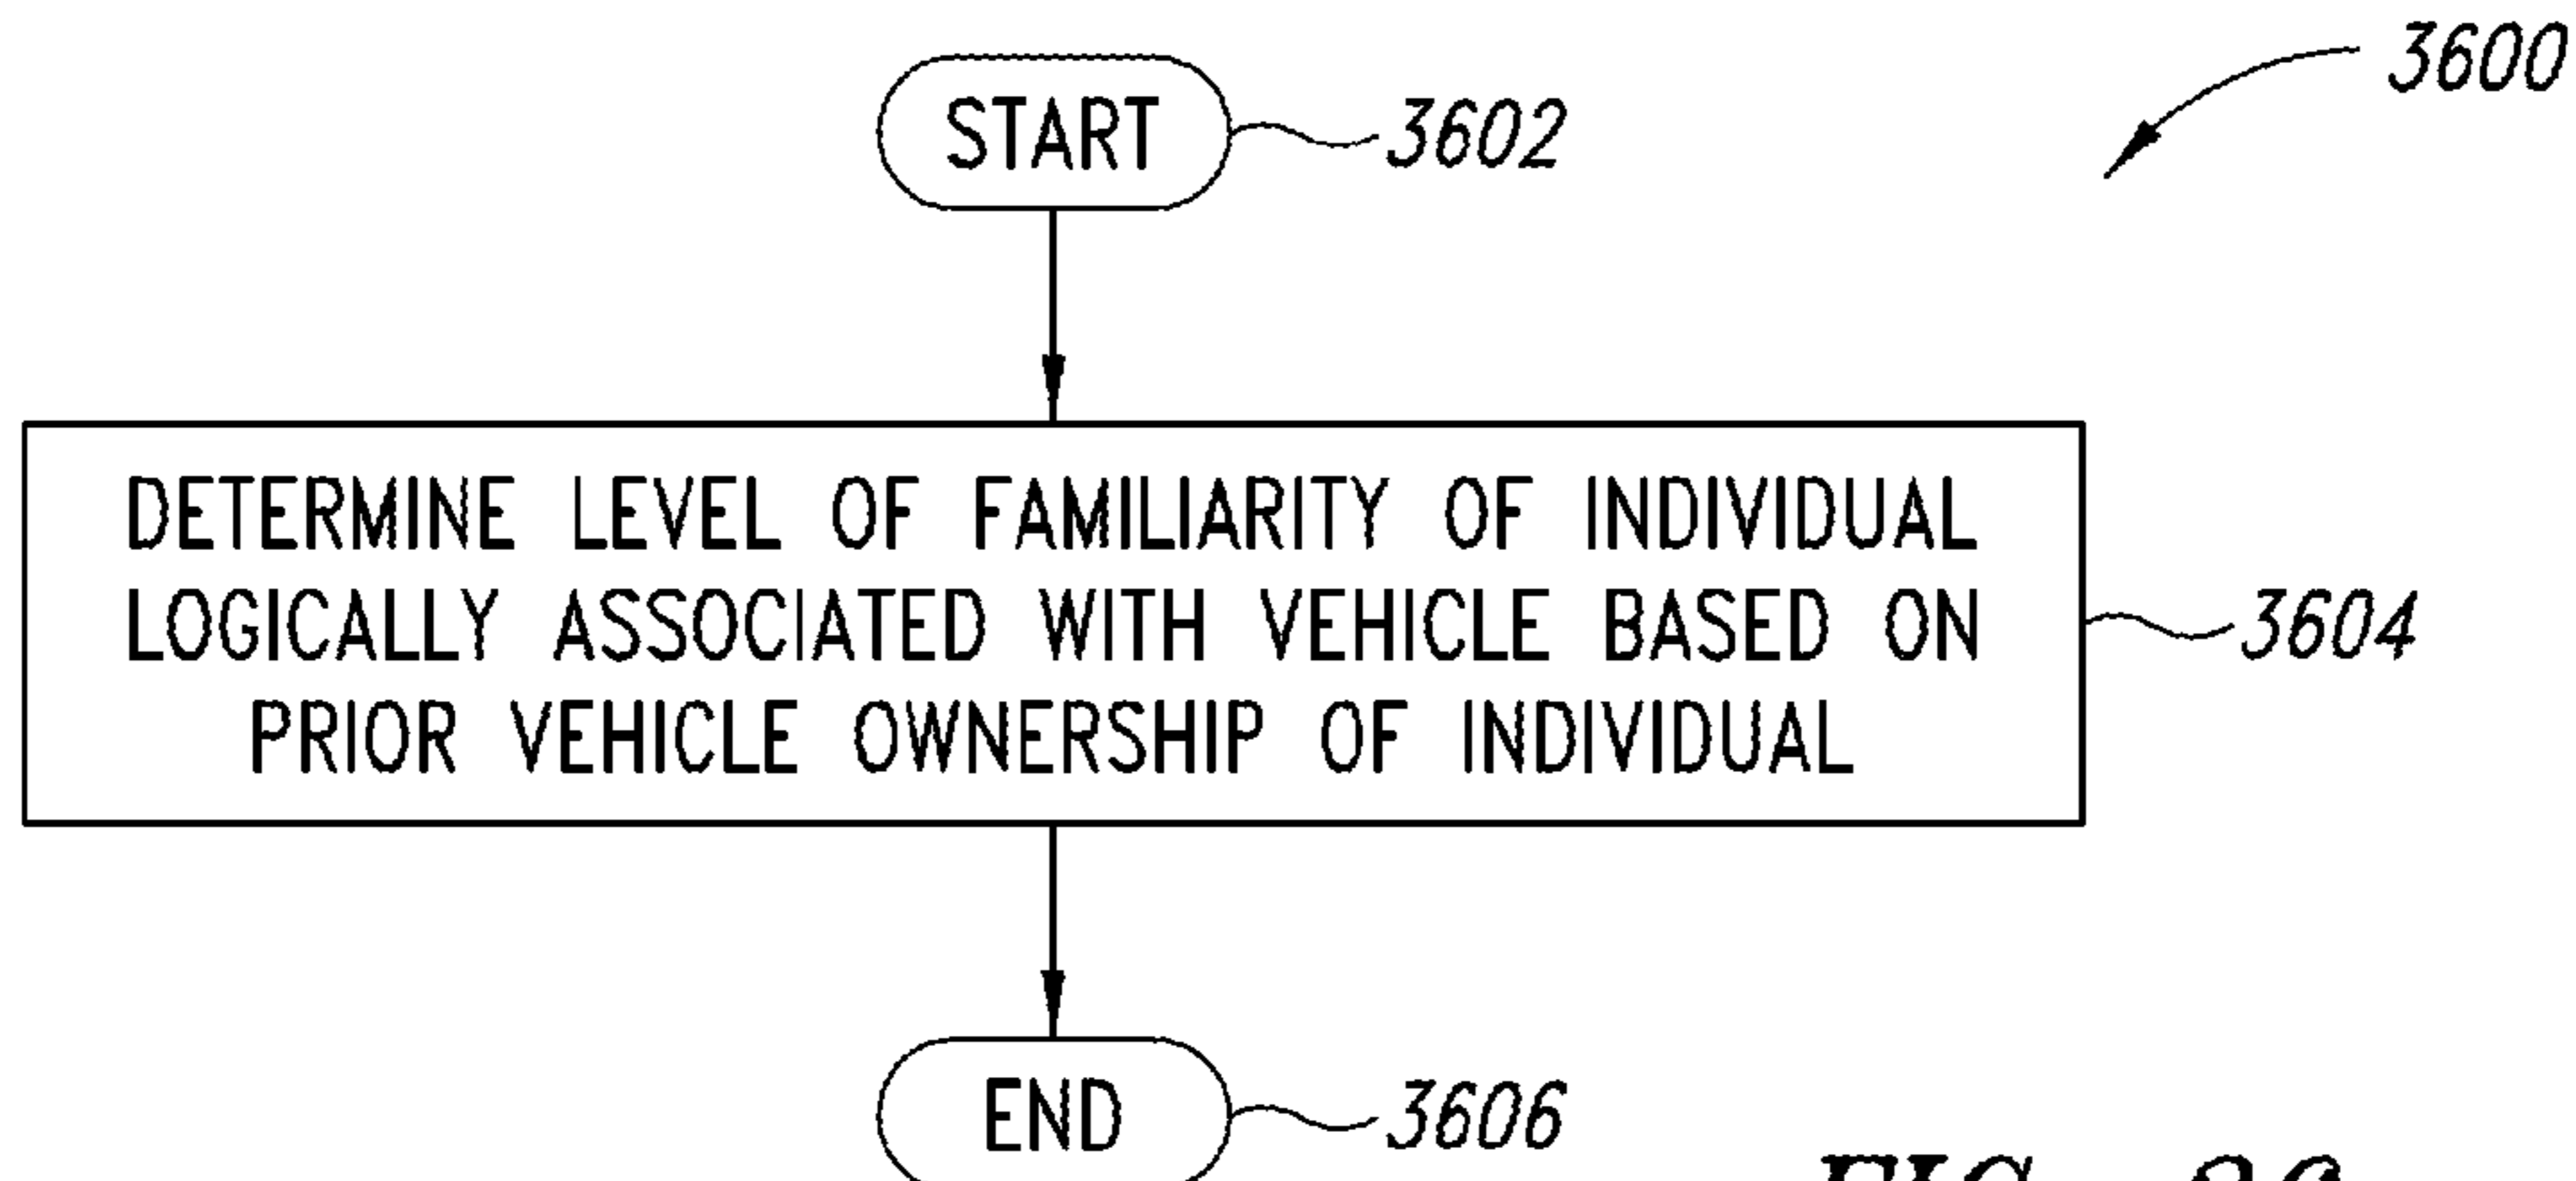 3600
START
3602
DETERMINE LEVEL OF FAMILIARITY OF INDIVIDUAL
LOGICALLY ASSOCIATED WITH VEHICLE BASED ON
PRIOR VEHICLE OWNERSHIP OF INDIVIDUAL
3604
END
3606